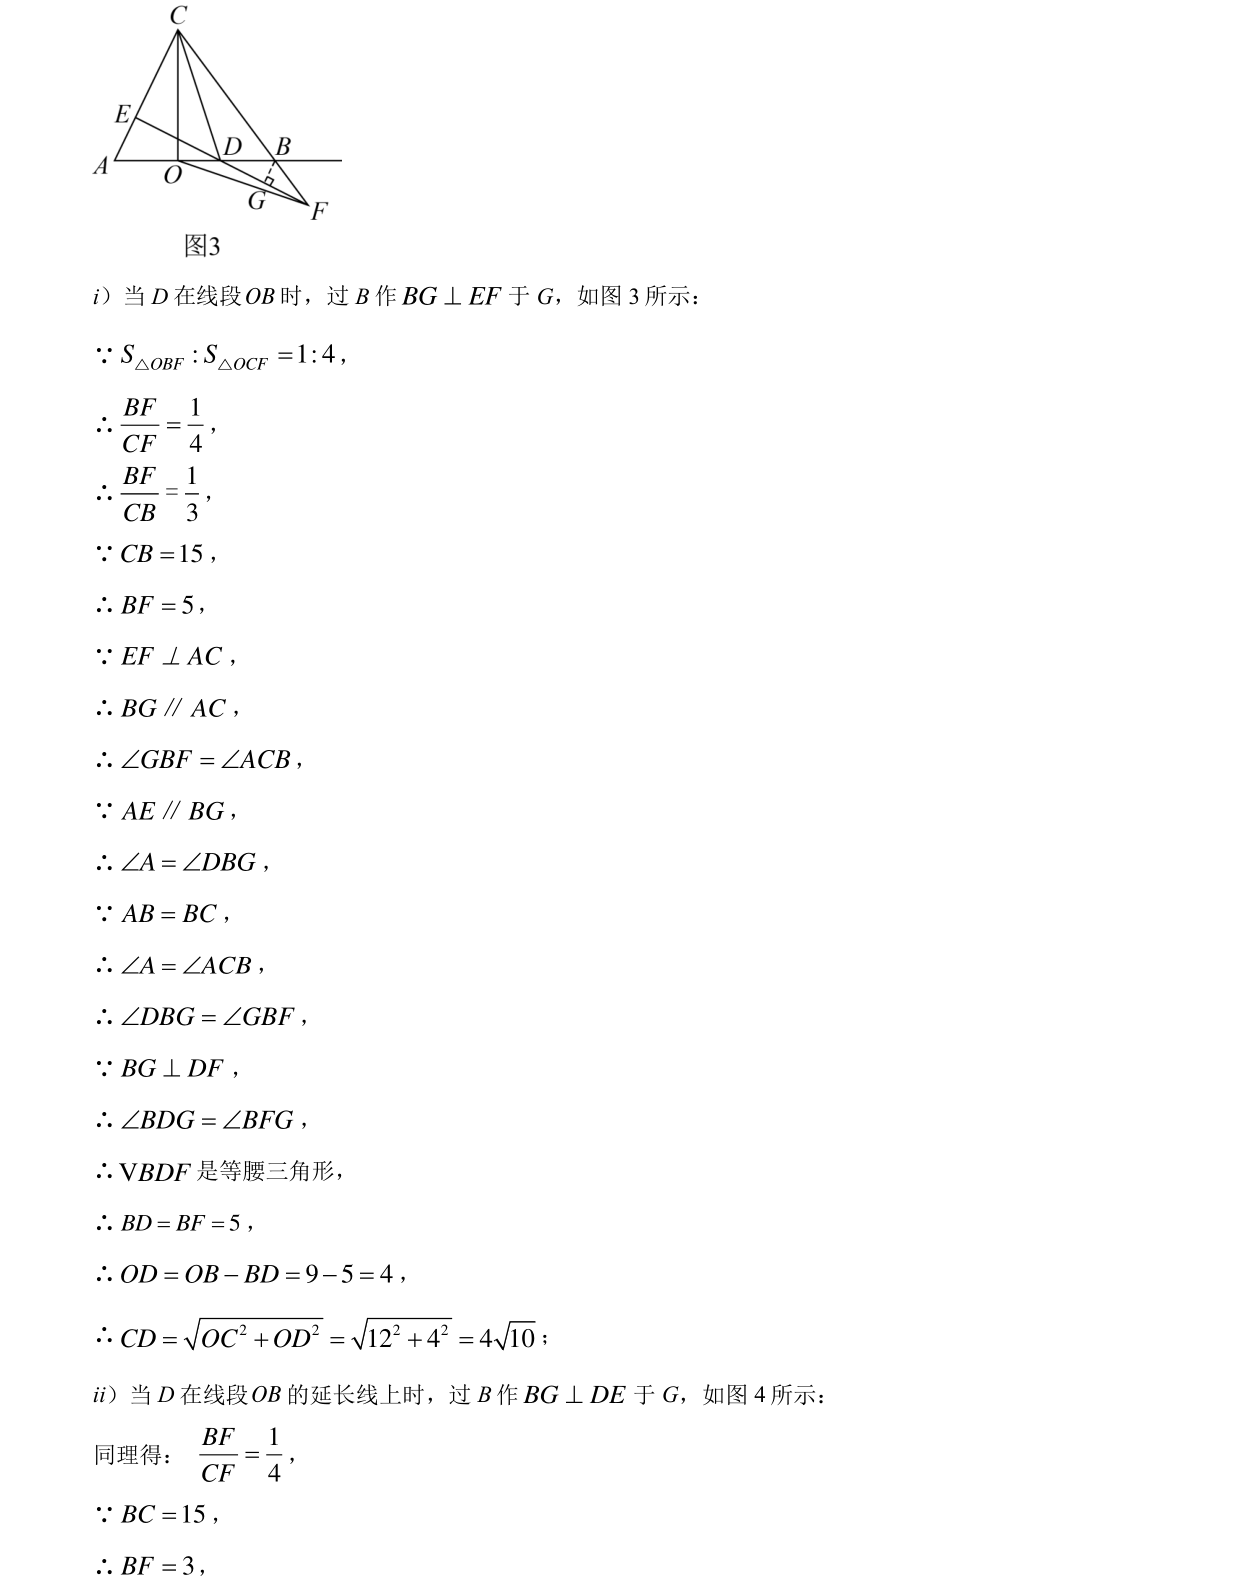 C
E
D
B
A
O
G
F
图3
i）当 D 在线段OB 时，过 B 作 BG ⊥ EF 于 G，如图 3 所示：
∵ S△OBF : S△OCF = 1 : 4，
∴ BF/CF = 1/4，
∴ BF/CB = 1/3，
∵ CB = 15，
∴ BF = 5，
∵ EF ⊥ AC，
∴ BG // AC，
∴ ∠GBF = ∠ACB，
∵ AE // BG，
∴ ∠A = ∠DBG，
∵ AB = BC，
∴ ∠A = ∠ACB，
∴ ∠DBG = ∠GBF，
∵ BG ⊥ DF，
∴ ∠BDG = ∠BFG，
∴ VBDF 是等腰三角形，
∴ BD = BF = 5，
∴ OD = OB − BD = 9 − 5 = 4，
∴ CD = √(OC² + OD²) = √(12² + 4²) = 4√10；
ii）当 D 在线段OB 的延长线上时，过 B 作 BG ⊥ DE 于 G，如图 4 所示：
同理得： BF/CF = 1/4，
∵ BC = 15，
∴ BF = 3，